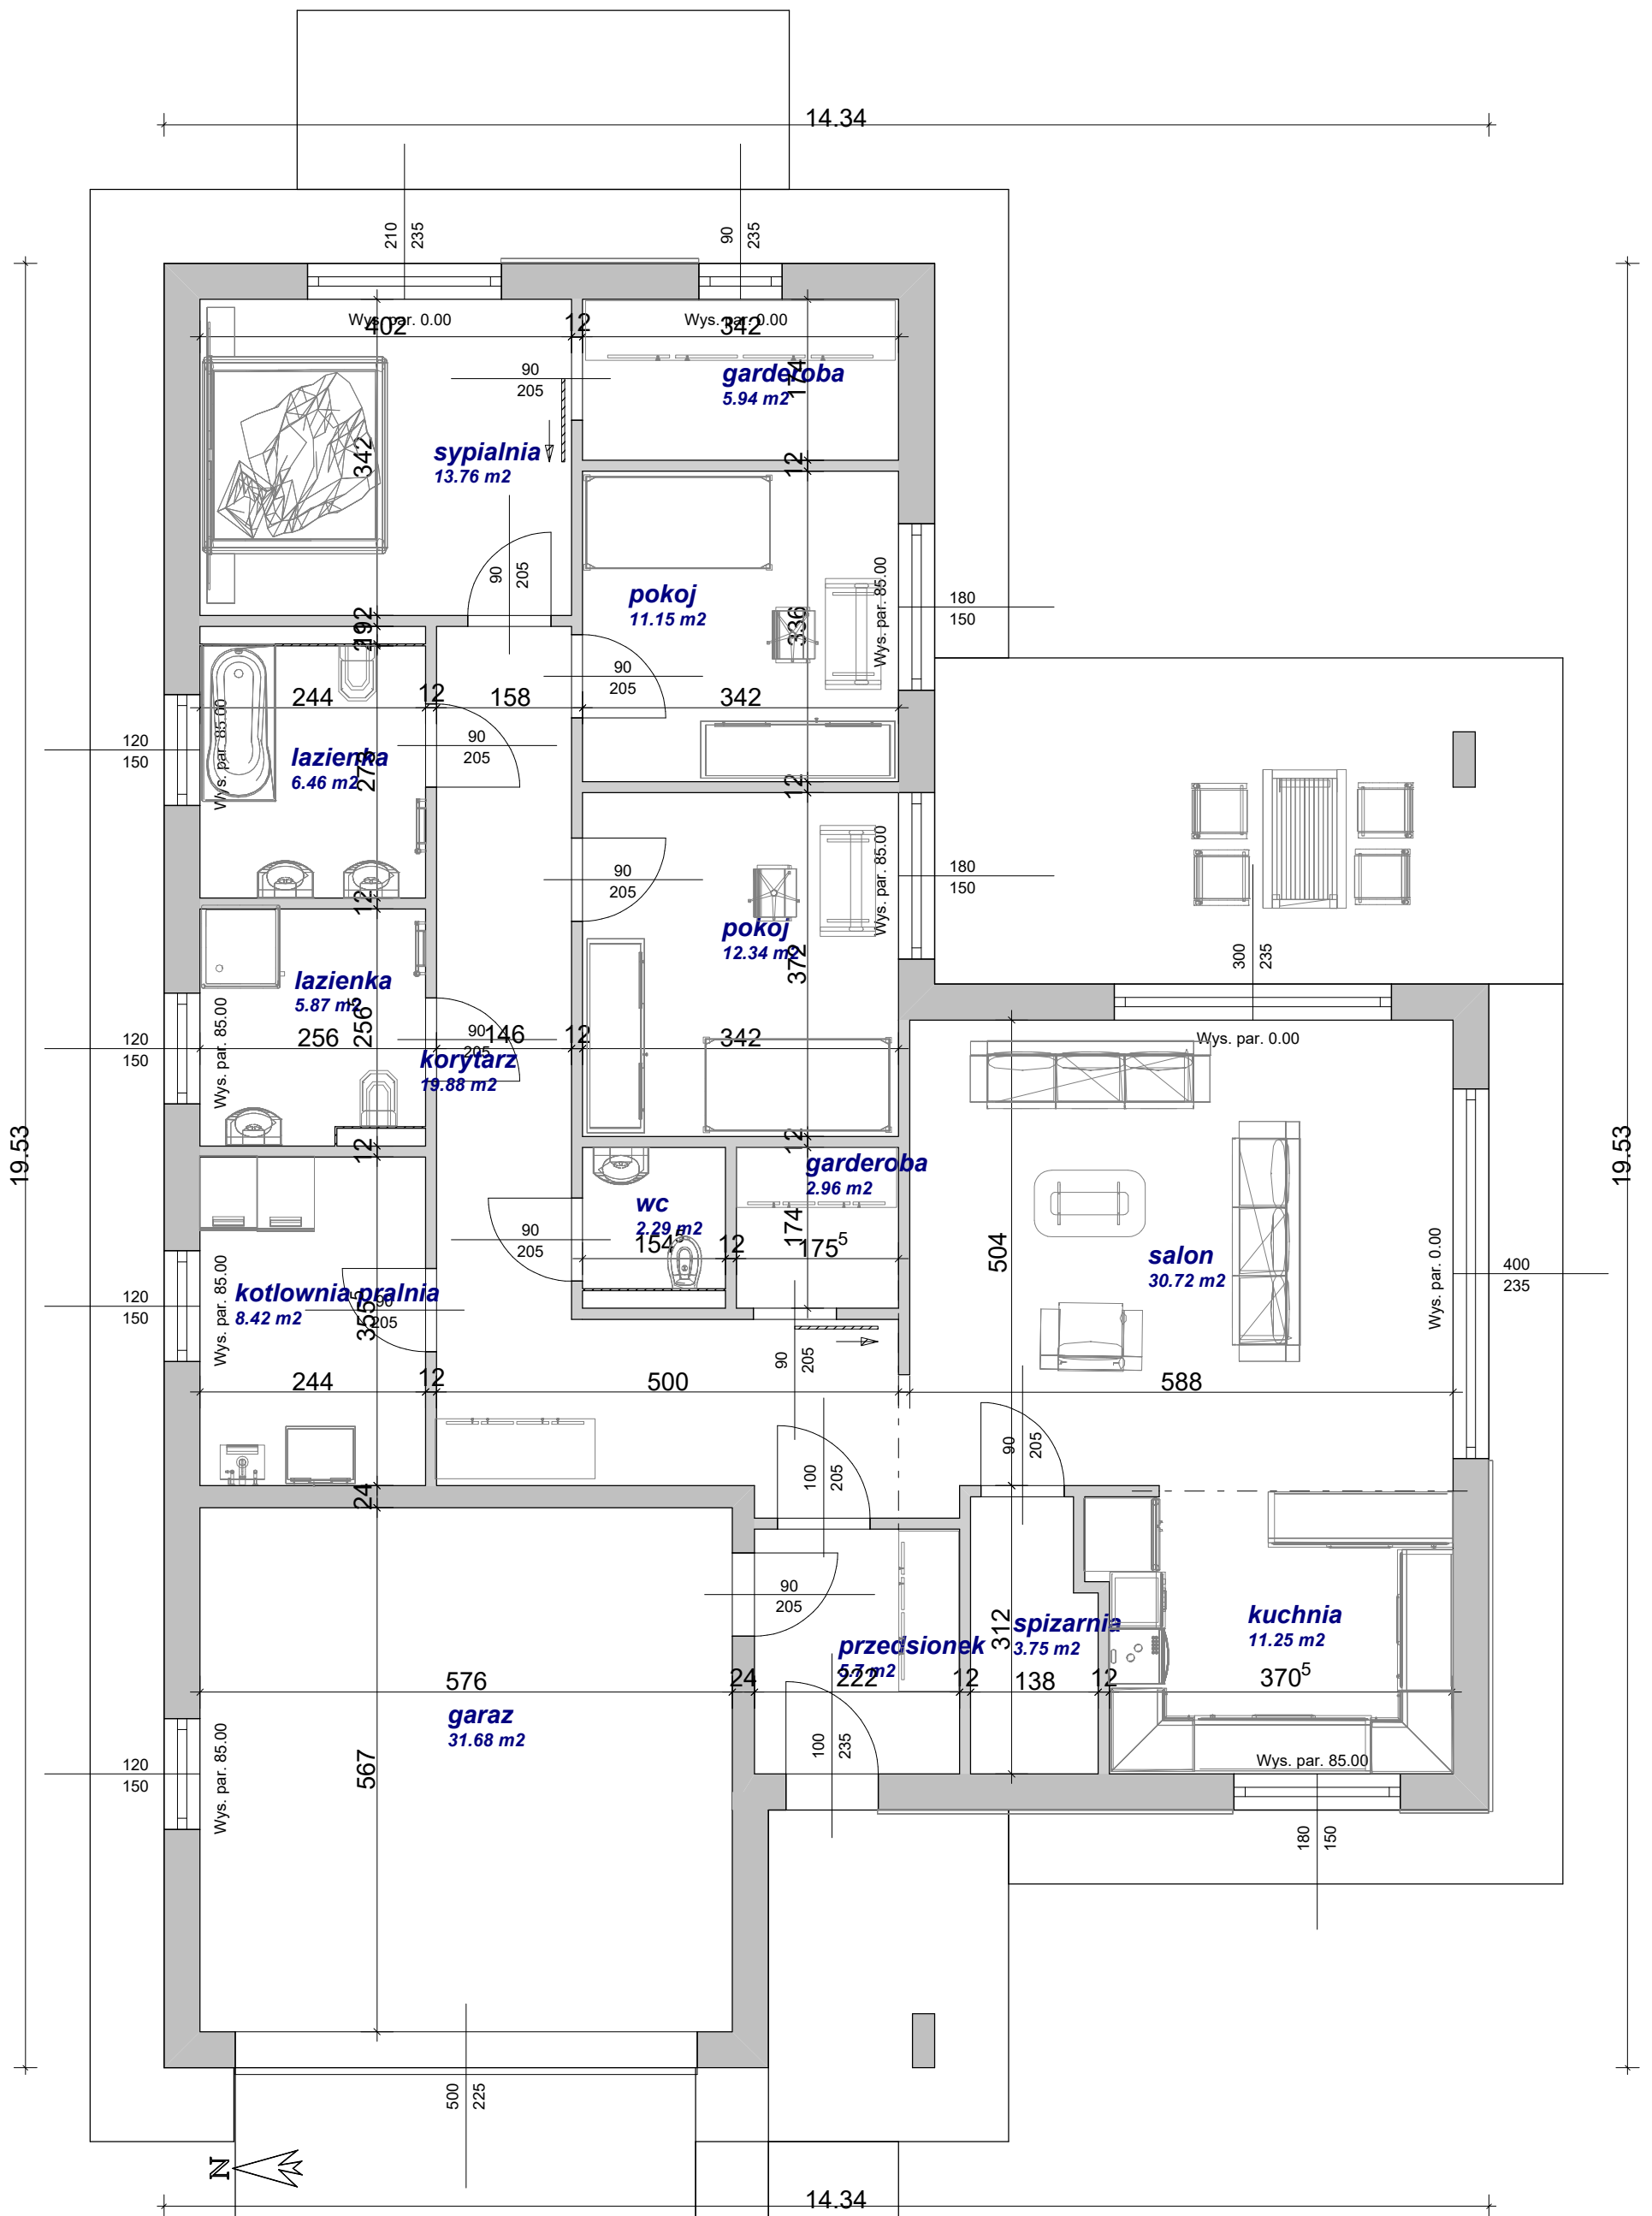 14.34
210
235
90
235
Wys. par. 0.00
402
12
Wys. par. 0.00
342
174
90
205
garderoba
5.94 m2
342
sypialnia
13.76 m2
12
90
205
pokoj
11.15 m2
336
Wys. par. 85.00
180
150
90
205
244
12
158
342
120
150
Wys. par. 85.00
lazienka
6.46 m2
90
205
12
90
205
pokoj
12.34 m2
372
Wys. par. 85.00
180
150
300
235
12
lazienka
5.87 m2
256
256
120
150
Wys. par. 85.00
90
205
146
12
342
korytarz
19.88 m2
Wys. par. 0.00
19.53
19.53
12
12
garderoba
2.96 m2
wc
2.29 m2
154
12
175⁵
174
90
205
504
salon
30.72 m2
Wys. par. 0.00
400
235
120
150
Wys. par. 85.00
kotlownia pralnia
8.42 m2
355⁵
90
205
90
205
244
12
500
588
100
205
90
205
24
90
205
przedsionek
5.7 m2
312
spizarnia
3.75 m2
kuchnia
11.25 m2
576
24
222
12
138
12
370⁵
garaz
31.68 m2
567
120
150
Wys. par. 85.00
100
235
Wys. par. 85.00
180
150
500
225
N
14.34